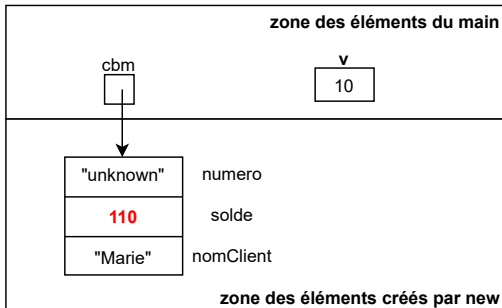 zone des éléments du main
cbm
v
10
"unknown" numero
110 solde
"Marie" nomClient
zone des éléments créés par new